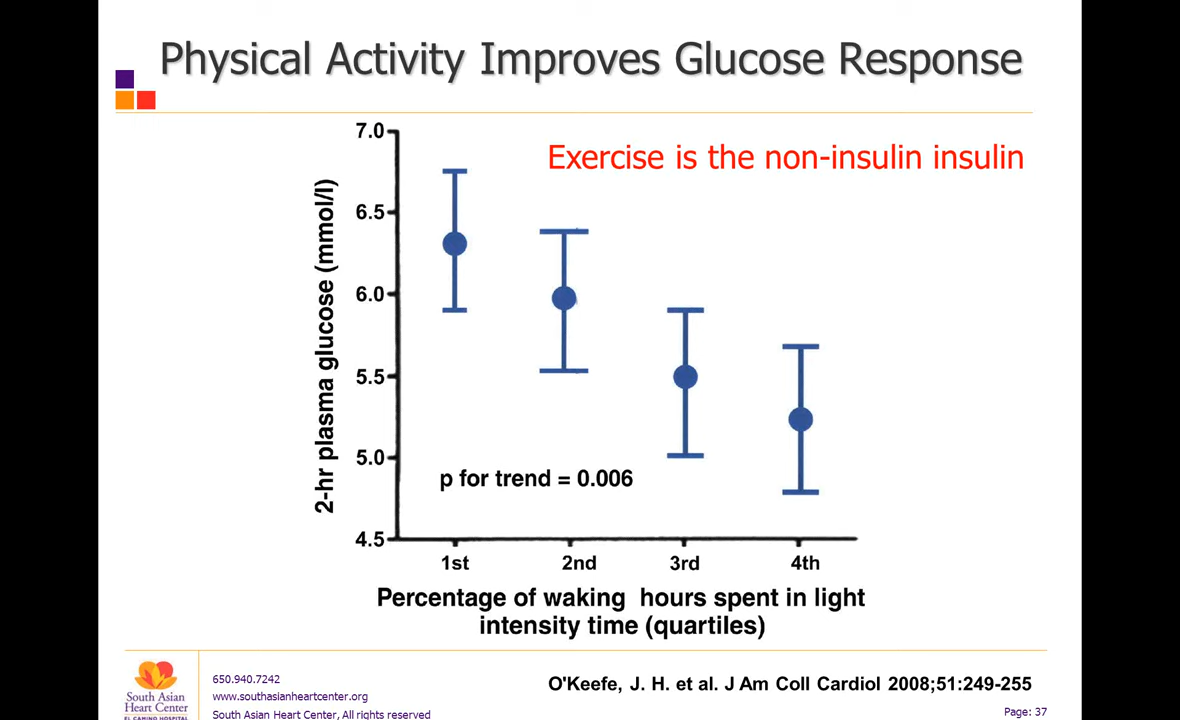 Physical Activity Improves Glucose Response
Exercise is the non-insulin insulin
7.0
6.5
6.0
5.5
5.0
4.5
2-hr plasma glucose (mmol/l)
p for trend = 0.006
1st 2nd 3rd 4th
Percentage of waking hours spent in light
intensity time (quartiles)
South Asian
Heart Center
EL CAMINO HOSPITAL
650.940.7242
www.southasianheartcenter.org
South Asian Heart Center, All rights reserved
O'Keefe, J. H. et al. J Am Coll Cardiol 2008;51:249-255
Page: 37